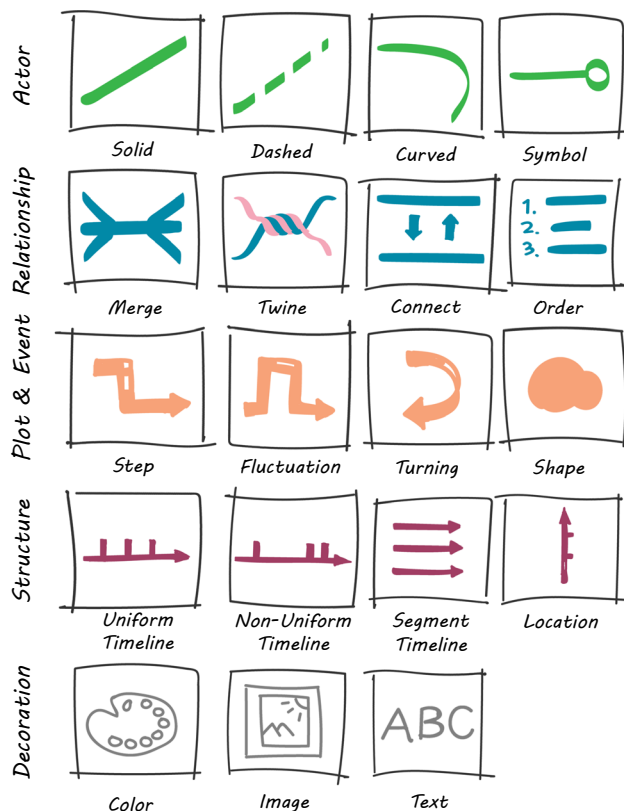 Actor
Solid
Dashed
Curved
Symbol
Relationship
1.
2.
3.
Merge
Twine
Connect
Order
Plot & Event
Step
Fluctuation
Turning
Shape
Structure
Uniform
Timeline
Non-Uniform
Timeline
Segment
Timeline
Location
Decoration
ABC
Color
Image
Text